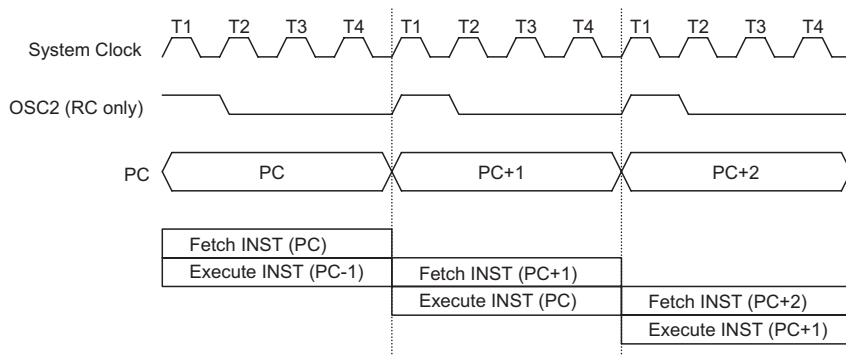 T1 T2 T3 T4 T1 T2 T3 T4 T1 T2 T3 T4
System Clock
OSC2 (RC only)
PC PC PC+1 PC+2
Fetch INST (PC)
Execute INST (PC-1) Fetch INST (PC+1)
Execute INST (PC) Fetch INST (PC+2)
Execute INST (PC+1)